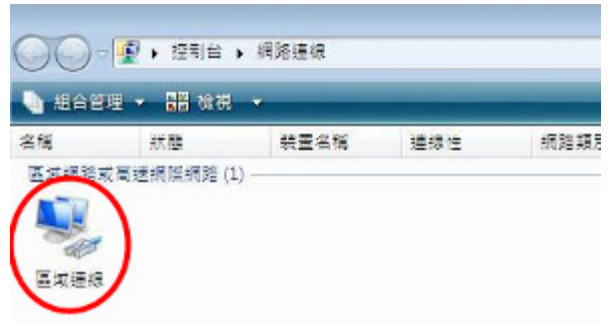 控制台 網路連線
組合管理 檢視
名稱 狀態 裝置名稱 連線性 網路類別
區域網路或高速網際網路 (1)
區域連線